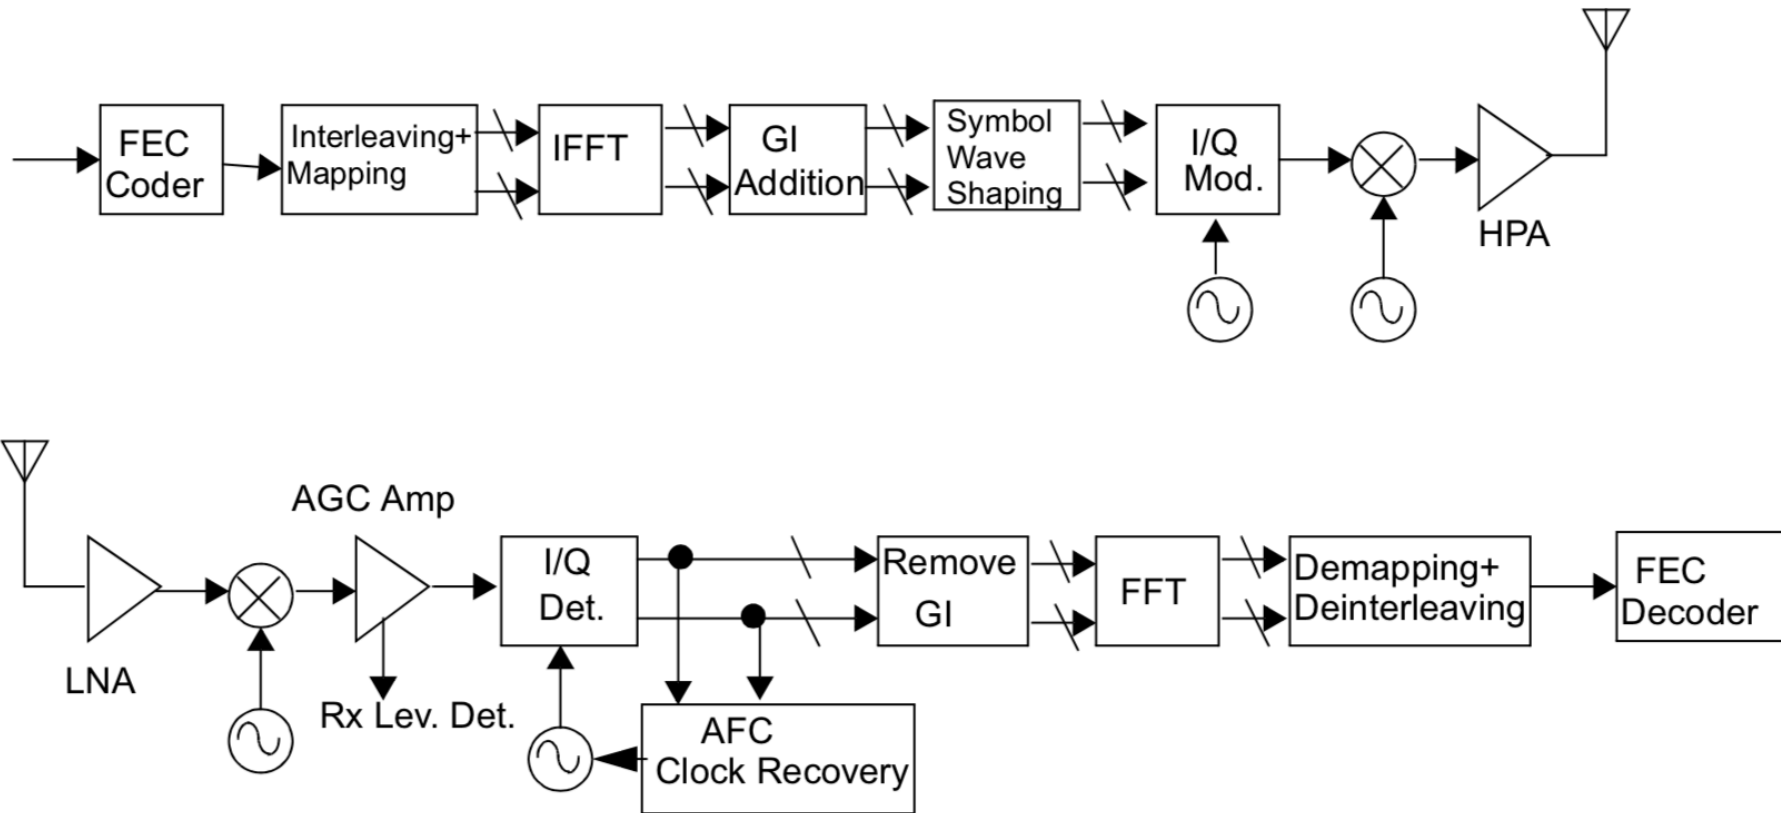 FEC
Coder
Interleaving+
Mapping
IFFT
GI
Addition
Symbol
Wave
Shaping
I/Q
Mod.
HPA
AGC Amp
LNA
Rx Lev. Det.
I/Q
Det.
AFC
Clock Recovery
Remove
GI
FFT
Demapping+
Deinterleaving
FEC
Decoder